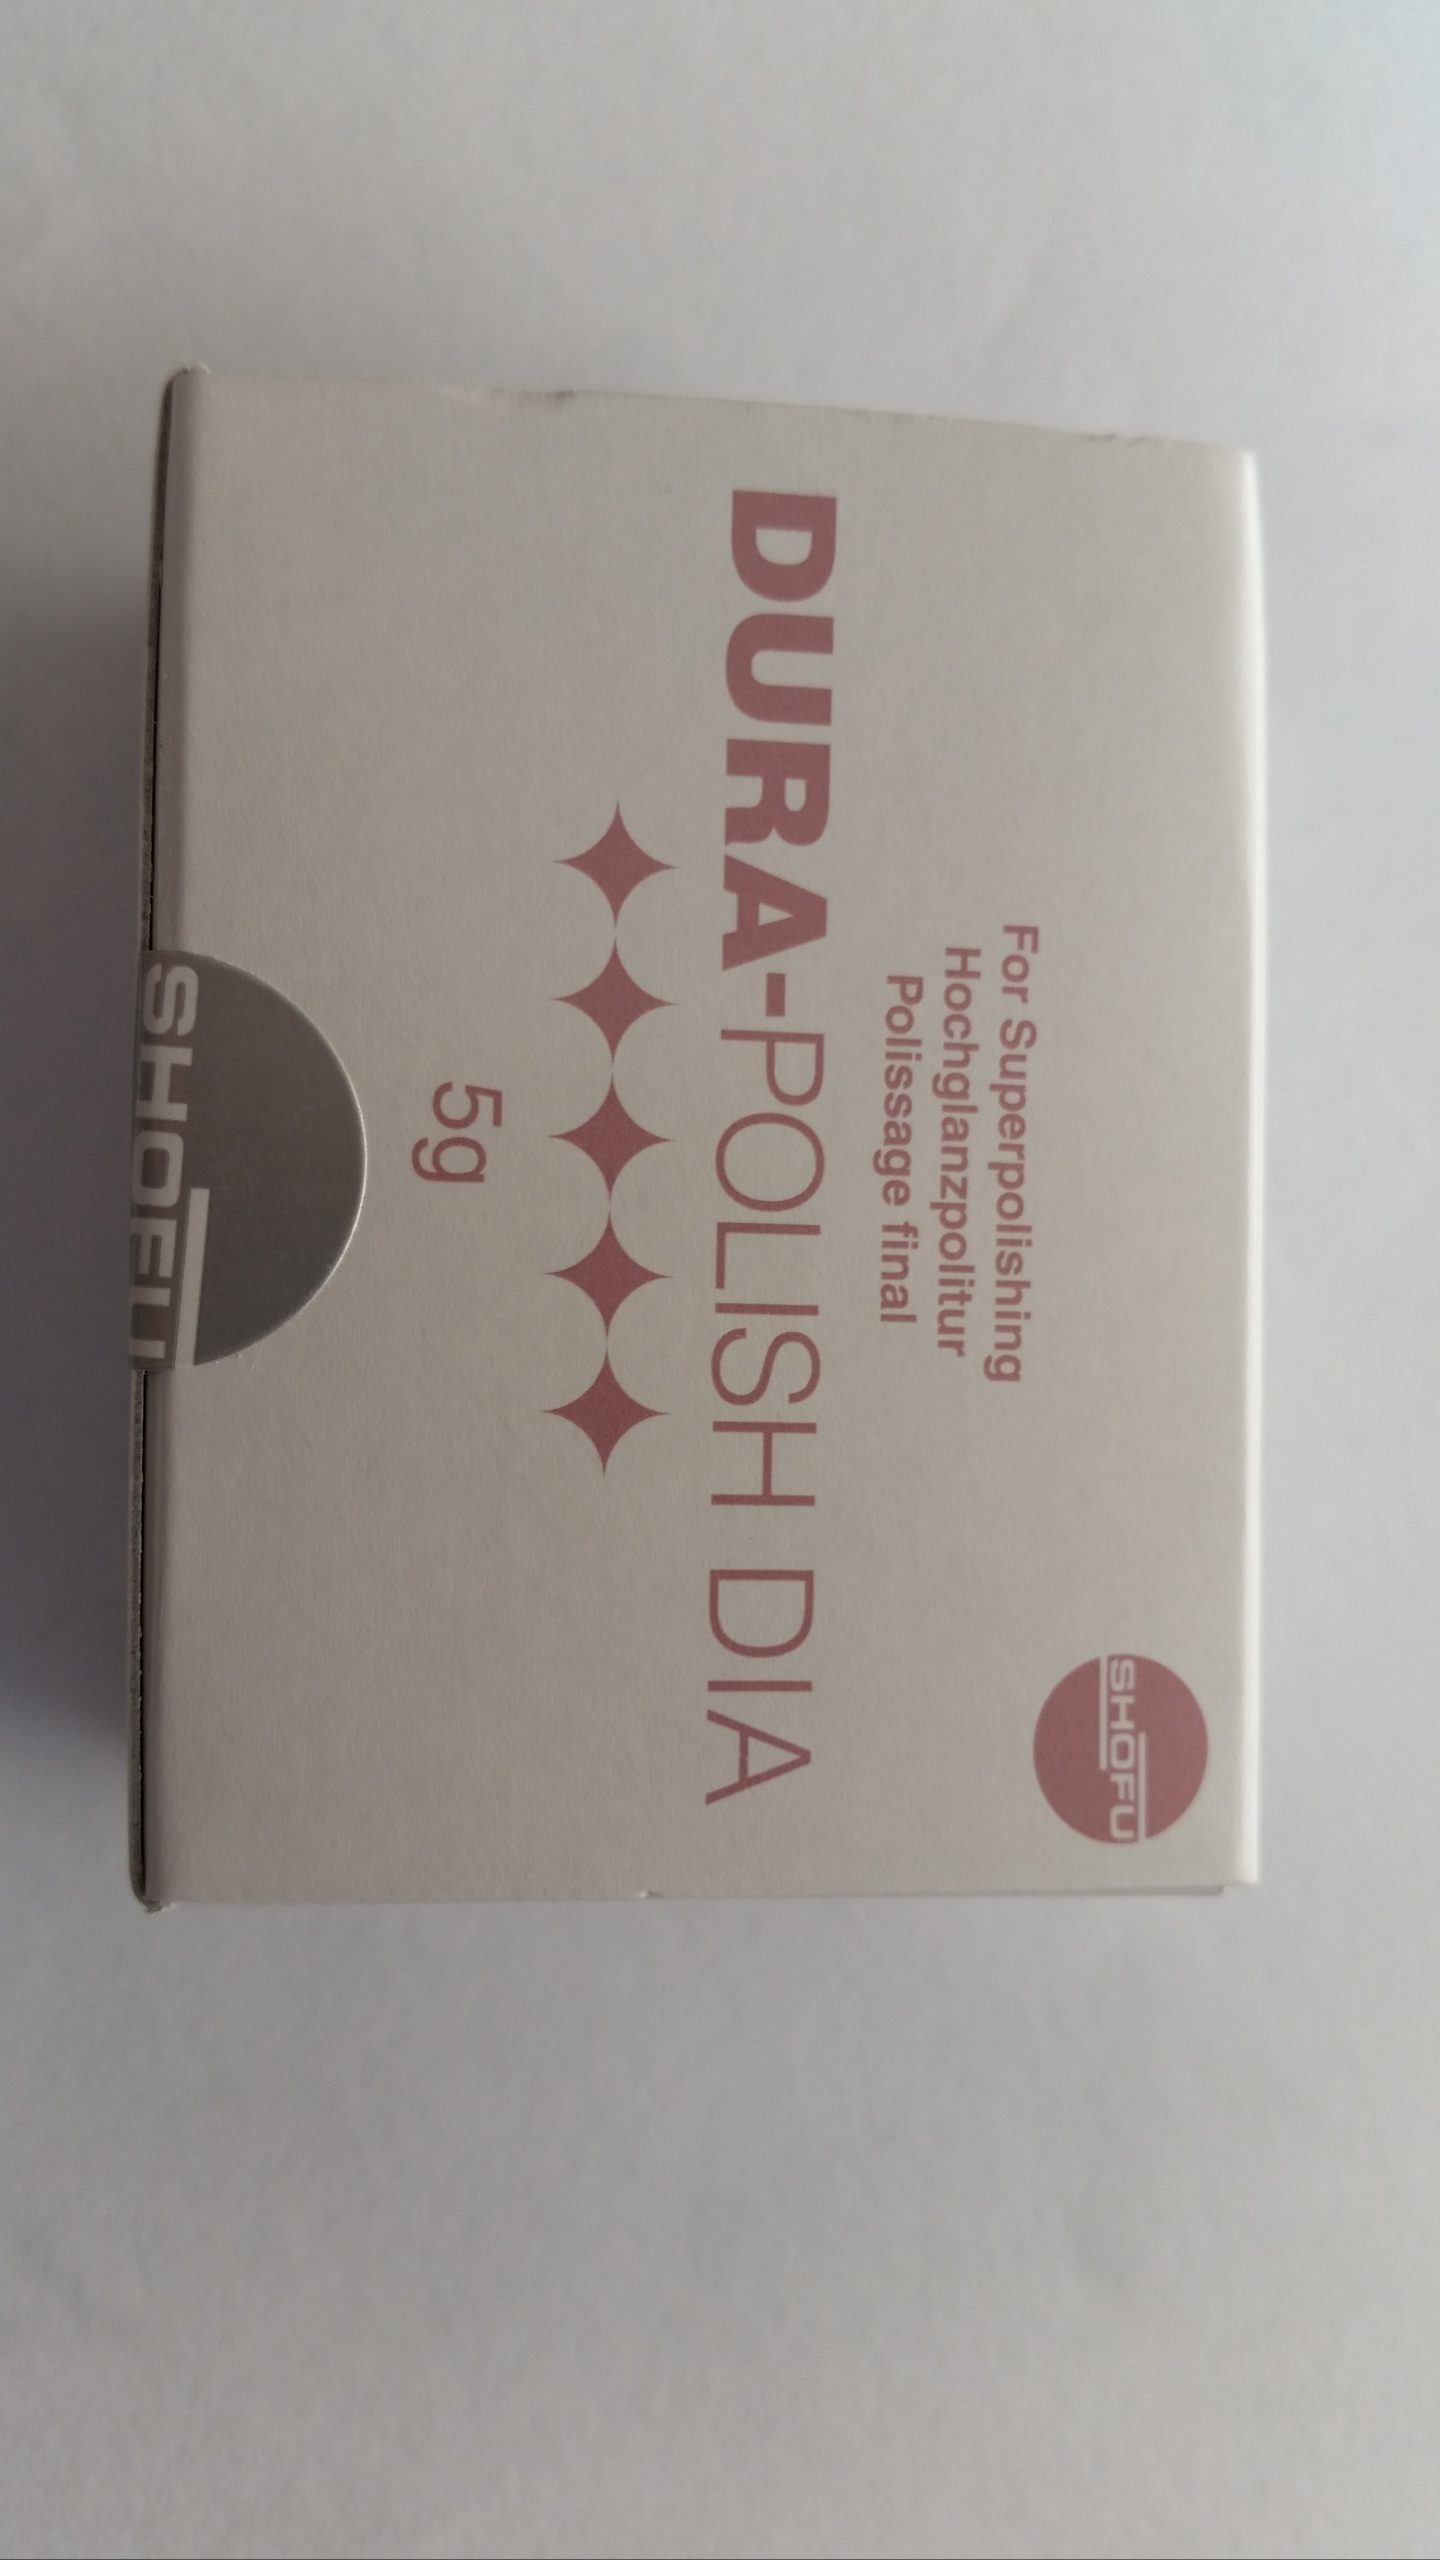 SHOFU
For Superpolishing
Hochglanzpolitur
Polissage final
DURA-POLISH DIA
5g
SHOFU